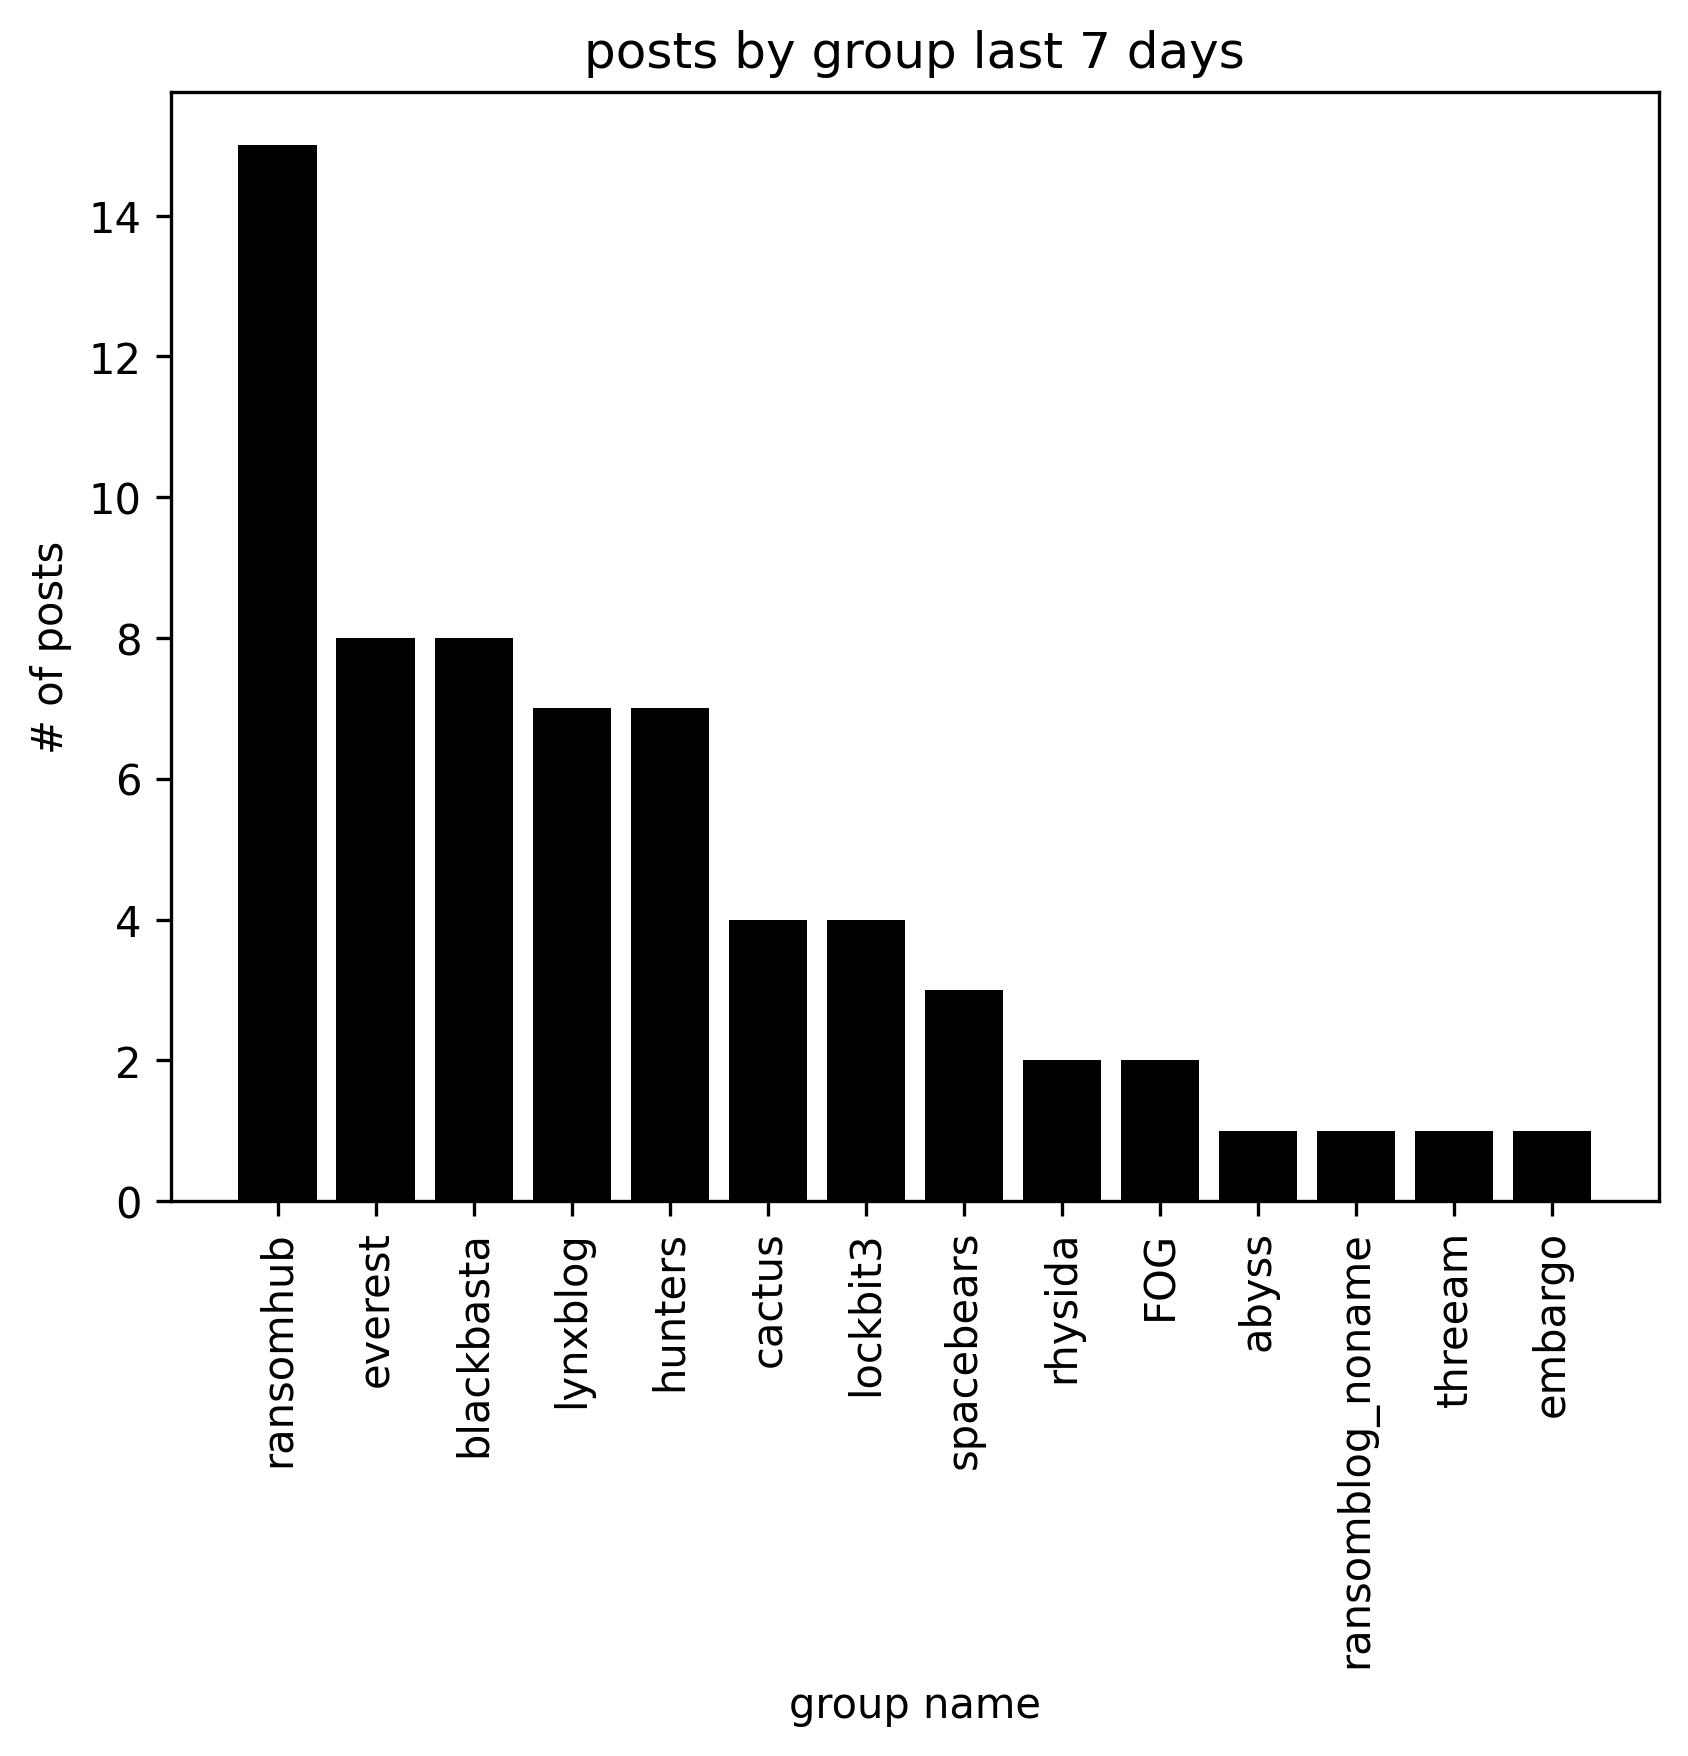 posts by group last 7 days
# of posts
14
12
10
8
6
4
2
0
ransomhub
everest
blackbasta
lynxblog
hunters
cactus
lockbit3
spacebears
rhysida
FOG
abyss
ransomblog_noname
threeam
embargo
group name